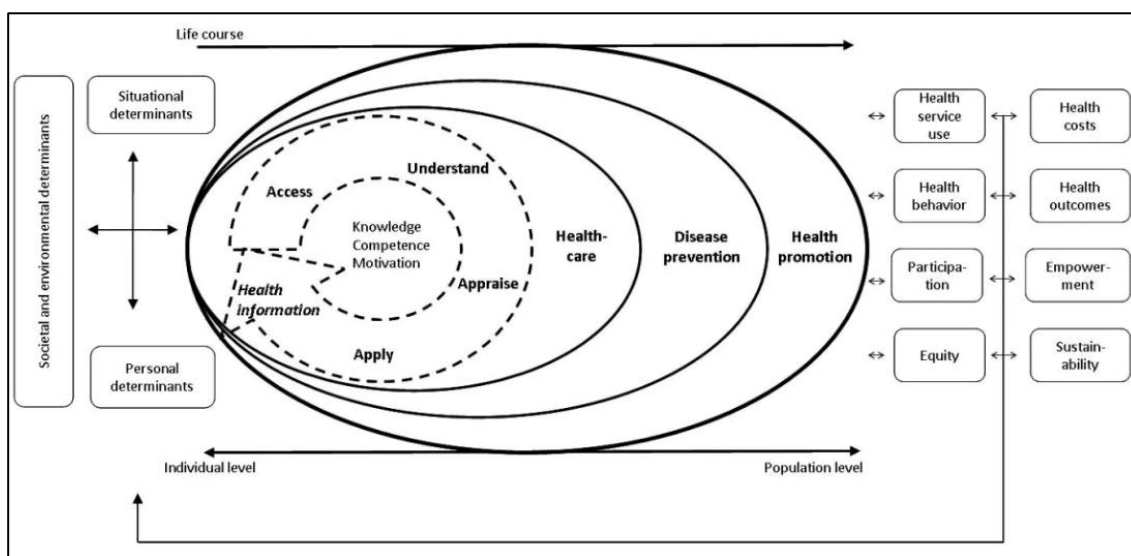 Life course
Societal and environmental determinants
Situational
determinants
Personal
determinants
Access
Understand
Knowledge
Competence
Motivation
Health
information
Appraise
Apply
Health-
care
Disease
prevention
Health
promotion
Individual level
Population level
Health
service
use
Health
costs
Health
behavior
Health
outcomes
Participa-
tion
Empower-
ment
Equity
Sustain-
ability